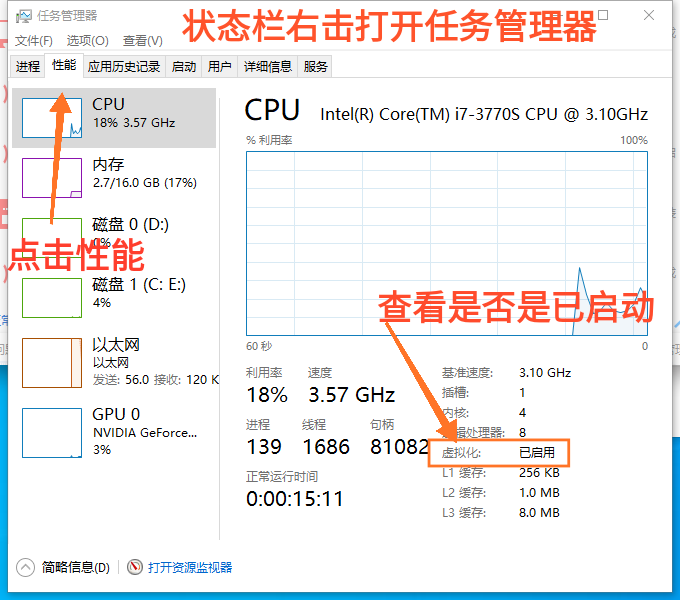 任务管理器
状态栏右击打开任务管理器
文件(F) 选项(O) 查看(V)
进程 性能 应用历史记录 启动 用户 详细信息 服务
CPU
18% 3.57 GHz
内存
2.7/16.0 GB (17%)
磁盘 0 (D:)
0%
点击性能
磁盘 1 (C: E:)
4%
以太网
以太网
发送: 56.0 接收: 120 K
GPU 0
NVIDIA GeForce...
3%
CPU Intel(R) Core(TM) i7-3770S CPU @ 3.10GHz
% 利用率 100%
查看是否是已启动
60 秒 0
利用率 速度
18% 3.57 GHz
进程 线程 句柄
139 1686 81082
正常运行时间
0:00:15:11
基准速度: 3.10 GHz
插槽: 1
内核: 4
逻辑处理器: 8
虚拟化: 已启用
L1 缓存: 256 KB
L2 缓存: 1.0 MB
L3 缓存: 8.0 MB
简略信息(D) 打开资源监视器